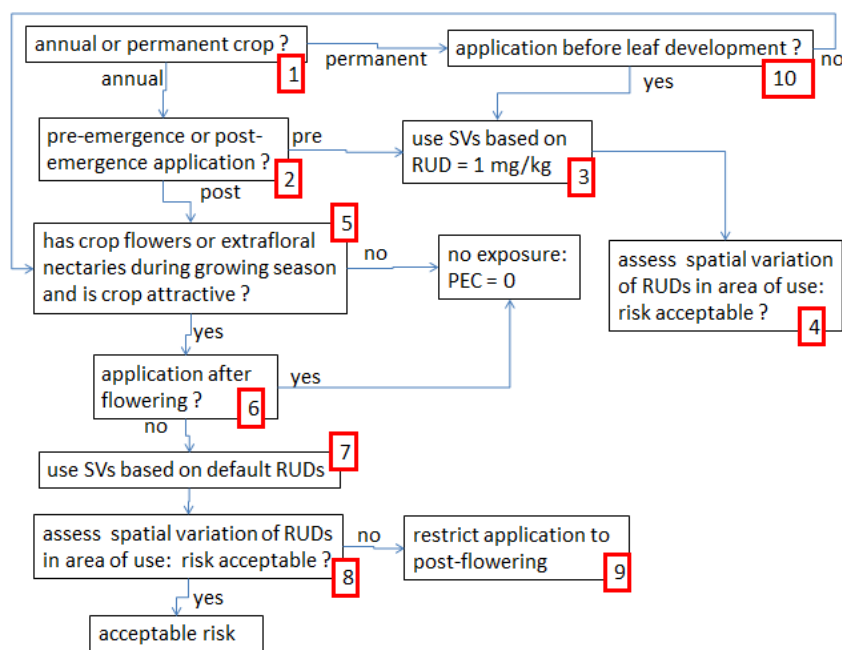 annual or permanent crop ?
1
permanent
application before leaf development ?
10
no
annual
yes
pre-emergence or post-
emergence application ?
2
pre
use SVs based on
RUD = 1 mg/kg
3
post
5
has crop flowers or extrafloral
nectaries during growing season
and is crop attractive ?
no
no exposure:
PEC = 0
assess spatial variation
of RUDs in area of use:
risk acceptable ?
4
yes
application after
flowering ?
6
yes
no
7
use SVs based on default RUDs
assess spatial variation of RUDs
in area of use: risk acceptable ?
8
no
restrict application to
post-flowering
9
yes
acceptable risk